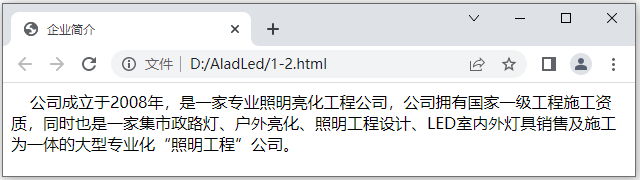 企业简介
文件 D:/AladLed/1-2.html
公司成立于2008年，是一家专业照明亮化工程公司，公司拥有国家一级工程施工资
质，同时也是一家集市政路灯、户外亮化、照明工程设计、LED室内外灯具销售及施工
为一体的大型专业化“照明工程”公司。